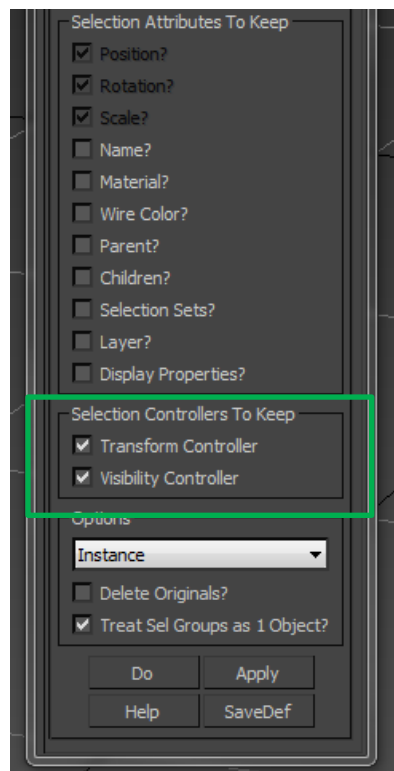 Selection Attributes To Keep
Position?
Rotation?
Scale?
Name?
Material?
Wire Color?
Parent?
Children?
Selection Sets?
Layer?
Display Properties?
Selection Controllers To Keep
Transform Controller
Visibility Controller
Options
Instance
Delete Originals?
Treat Sel Groups as 1 Object?
Do Apply
Help SaveDef